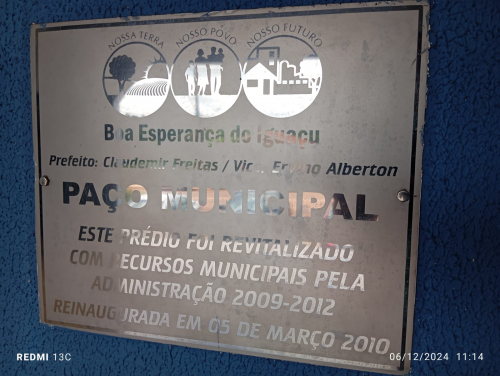 NOSSA TERRA NOSSO POVO NOSSO FUTURO
Boa Esperança do Iguaçu
Prefeito: Claudemir Freitas / Vice. Alberton
PAÇO MUNICIPAL
ESTE PRÉDIO FOI REVITALIZADO
COM RECURSOS MUNICIPAIS PELA
ADMINISTRAÇÃO 2009-2012
REINAUGURADA EM 05 DE MARÇO 2010
REDMI 13C
06/12/2024 11:14